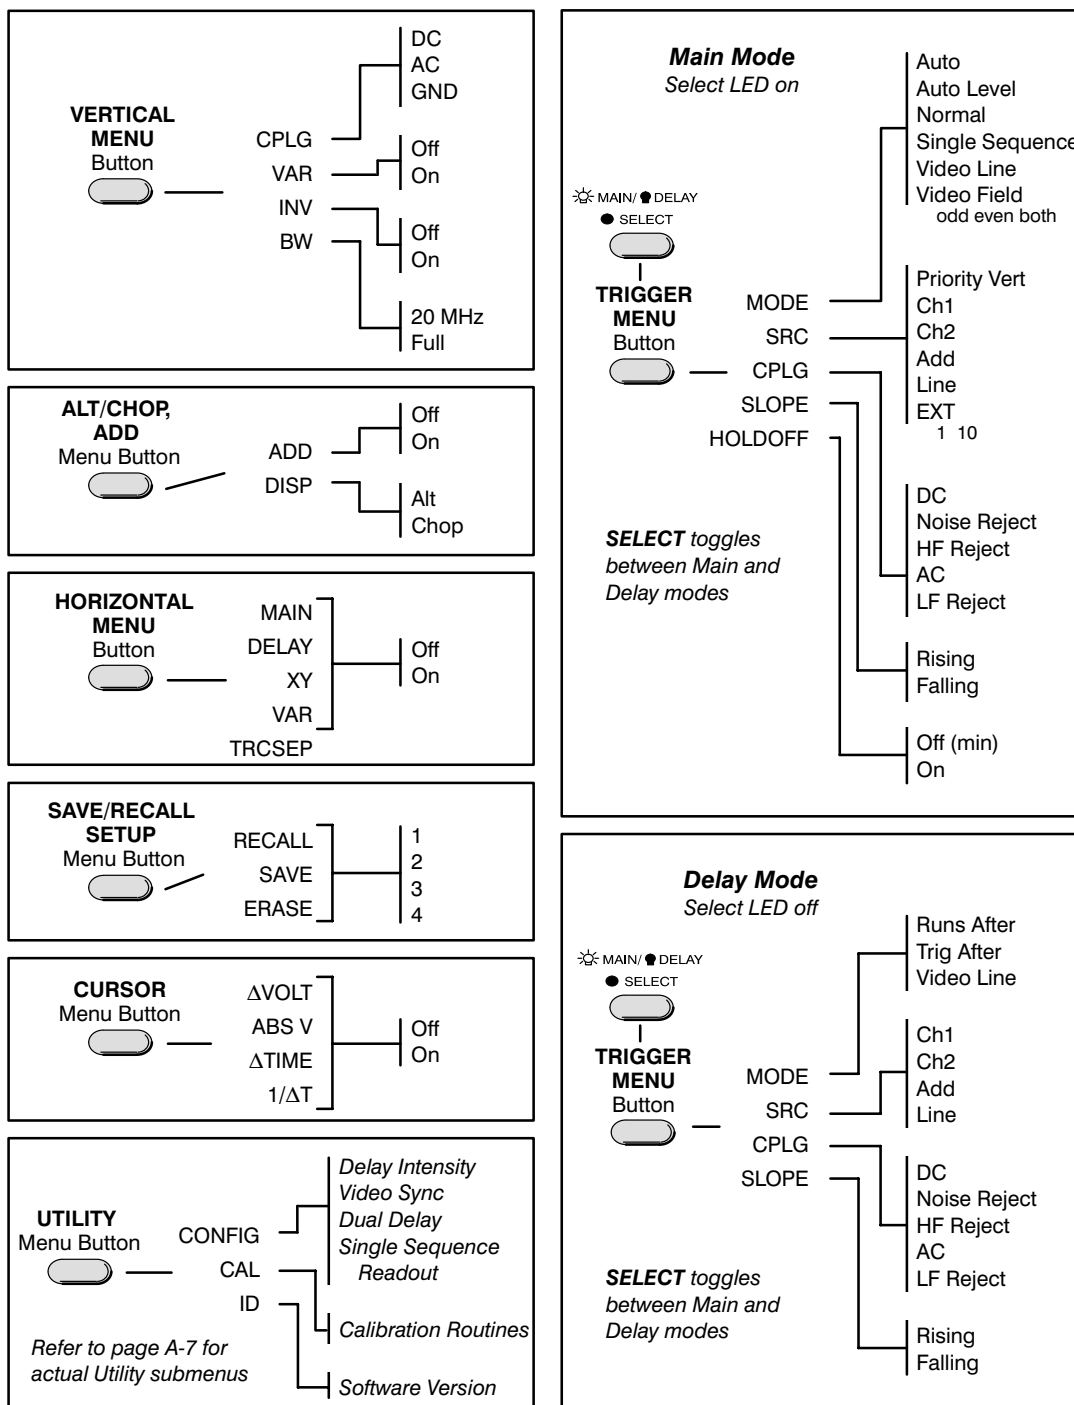 VERTICAL
MENU
Button
CPLG
VAR
INV
BW
DC
AC
GND
Off
On
Off
On
20 MHz
Full
ALT/CHOP,
ADD
Menu Button
ADD
DISP
Off
On
Alt
Chop
HORIZONTAL
MENU
Button
MAIN
DELAY
XY
VAR
TRCSEP
Off
On
SAVE/RECALL
SETUP
Menu Button
RECALL
SAVE
ERASE
1
2
3
4
CURSOR
Menu Button
ΔVOLT
ABS V
ΔTIME
1/ΔT
Off
On
UTILITY
Menu Button
CONFIG
CAL
ID
Delay Intensity
Video Sync
Dual Delay
Single Sequence
Readout
Calibration Routines
Software Version
Refer to page A-7 for
actual Utility submenus
Main Mode
Select LED on
MAIN/ DELAY
SELECT
TRIGGER
MENU
Button
MODE
SRC
CPLG
SLOPE
HOLDOFF
Auto
Auto Level
Normal
Single Sequence
Video Line
Video Field
odd even both
Priority Vert
Ch1
Ch2
Add
Line
EXT
1 10
DC
Noise Reject
HF Reject
AC
LF Reject
Rising
Falling
Off (min)
On
SELECT toggles
between Main and
Delay modes
Delay Mode
Select LED off
MAIN/ DELAY
SELECT
TRIGGER
MENU
Button
MODE
SRC
CPLG
SLOPE
Runs After
Trig After
Video Line
Ch1
Ch2
Add
Line
DC
Noise Reject
HF Reject
AC
LF Reject
Rising
Falling
SELECT toggles
between Main and
Delay modes